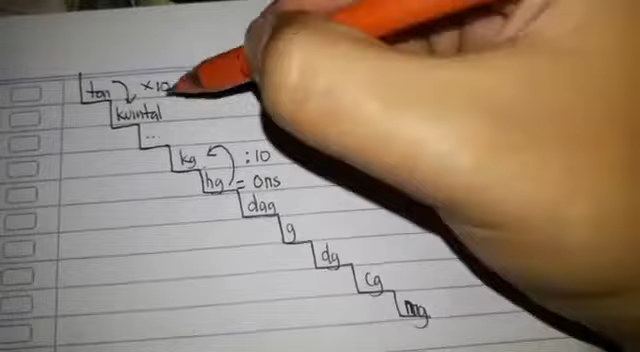 ton ×10
kwintal
...
kg :10
hg = ons
dag
g
dg
cg
mg